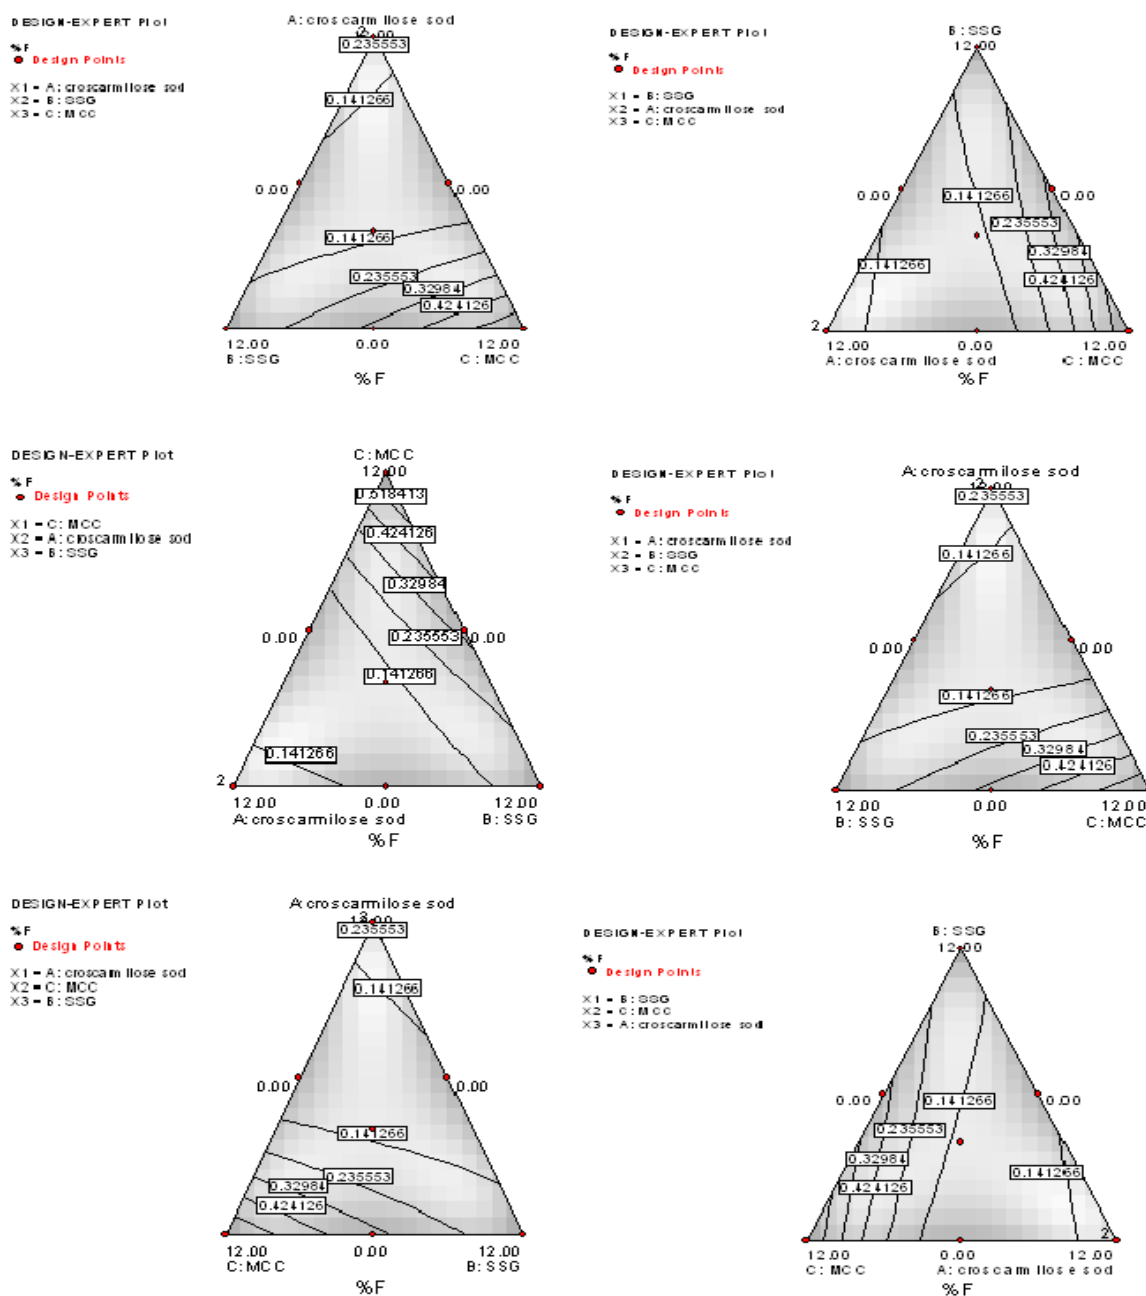 DESIGN-EXPERT Plot
%F
Design Points
X1 = A: croscarmilose sod
X2 = B: SSG
X3 = C: MCC
A: croscarmilose sod
2
12.00
0.235553
0.141266
0.00
0.00
0.141266
0.235553
0.32984
0.424126
12.00
0.00
12.00
B: SSG
C: MCC
%F
DESIGN-EXPERT Plot
%F
Design Points
X1 = B: SSG
X2 = A: croscarmilose sod
X3 = C: MCC
B: SSG
12.00
0.00
0.00
0.141266
0.235553
0.32984
0.141266
0.424126
2
12.00
0.00
12.00
A: croscarmilose sod
C: MCC
%F
DESIGN-EXPERT Plot
%F
Design Points
X1 = C: MCC
X2 = A: croscarmilose sod
X3 = B: SSG
C: MCC
12.00
0.518413
0.424126
0.32984
0.00
0.235553
0.00
0.141266
0.141266
2
12.00
0.00
12.00
A: croscarmilose sod
B: SSG
%F
DESIGN-EXPERT Plot
%F
Design Points
X1 = A: croscarmilose sod
X2 = B: SSG
X3 = C: MCC
A: croscarmilose sod
2
12.00
0.235553
0.141266
0.00
0.00
0.141266
0.235553
0.32984
0.424126
12.00
0.00
12.00
B: SSG
C: MCC
%F
DESIGN-EXPERT Plot
%F
Design Points
X1 = A: croscarmilose sod
X2 = C: MCC
X3 = B: SSG
A: croscarmilose sod
12.00
0.235553
0.141266
0.00
0.00
0.141266
0.235553
0.32984
0.424126
12.00
0.00
12.00
C: MCC
B: SSG
%F
DESIGN-EXPERT Plot
%F
Design Points
X1 = B: SSG
X2 = C: MCC
X3 = A: croscarmilose sod
B: SSG
12.00
0.00
0.00
0.141266
0.235553
0.32984
0.141266
0.424126
2
12.00
0.00
12.00
C: MCC
A: croscarmilose sod
%F